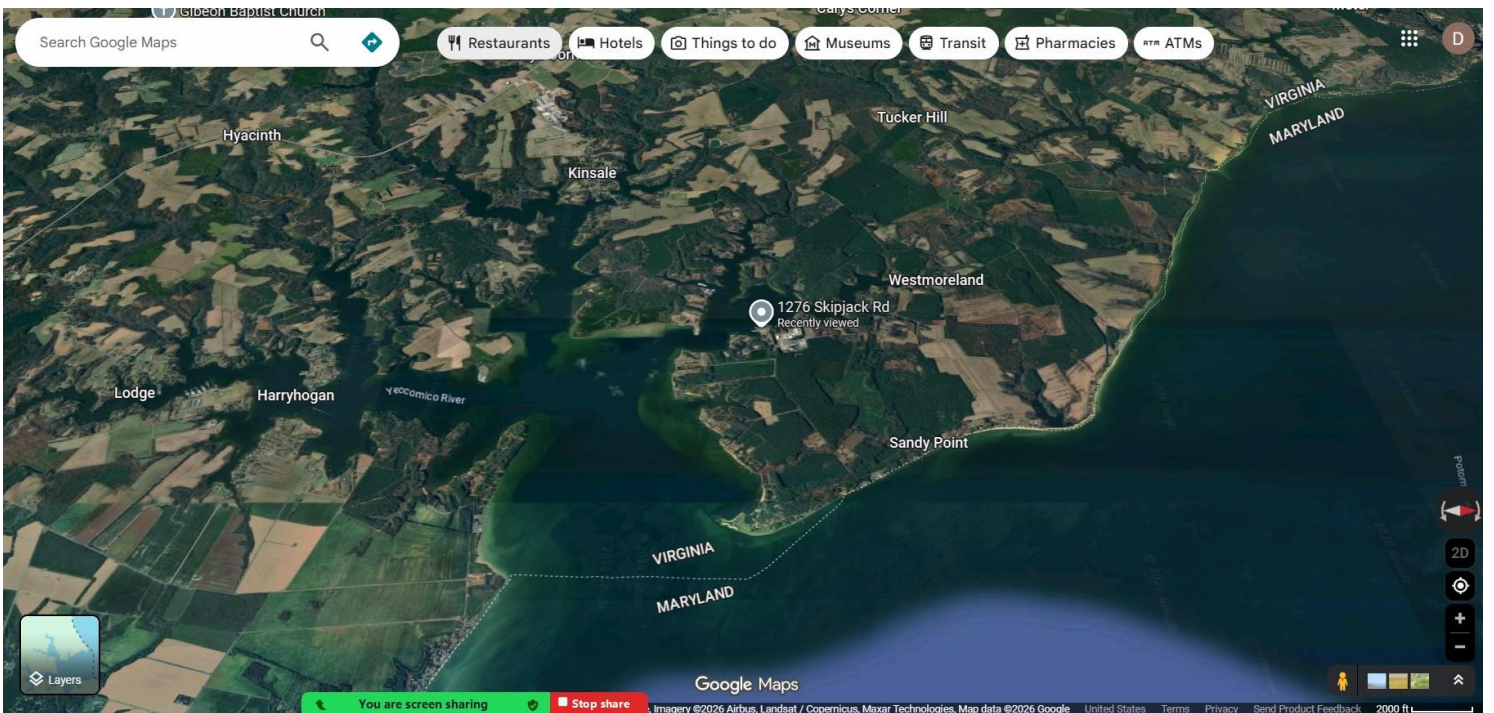 Gibeon Baptist Church
Search Google Maps
Restaurants
Hotels
Things to do
Museums
Transit
Pharmacies
ATM ATMs
D
VIRGINIA
MARYLAND
Tucker Hill
Hyacinth
Kinsale
Westmoreland
1276 Skipjack Rd
Recently viewed
Lodge
Harryhogan
Yeocomico River
Sandy Point
VIRGINIA
MARYLAND
2D
Layers
Google Maps
You are screen sharing
Stop share
Imagery ©2026 Airbus, Landsat / Copernicus, Maxar Technologies, Map data ©2026 Google
United States
Terms
Privacy
Send Product Feedback
2000 ft